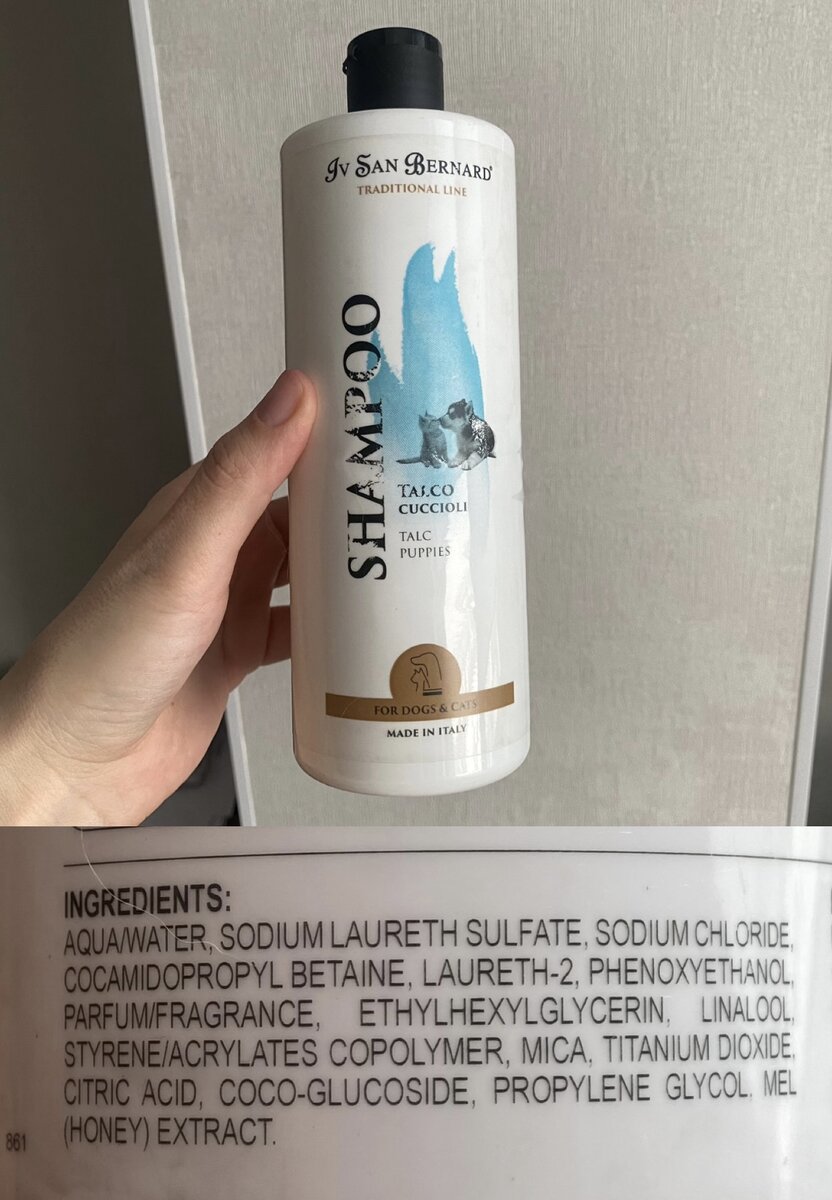 Iv San Bernard®
TRADITIONAL LINE
SHAMPOO
TALCO
CUCCIOLI
TALC
PUPPIES
FOR DOGS & CATS
MADE IN ITALY
INGREDIENTS:
AQUA/WATER, SODIUM LAURETH SULFATE, SODIUM CHLORIDE,
COCAMIDOPROPYL BETAINE, LAURETH-2, PHENOXYETHANOL,
PARFUM/FRAGRANCE, ETHYLHEXYLGLYCERIN, LINALOOL,
STYRENE/ACRYLATES COPOLYMER, MICA, TITANIUM DIOXIDE,
CITRIC ACID, COCO-GLUCOSIDE, PROPYLENE GLYCOL. MEL
(HONEY) EXTRACT.
861